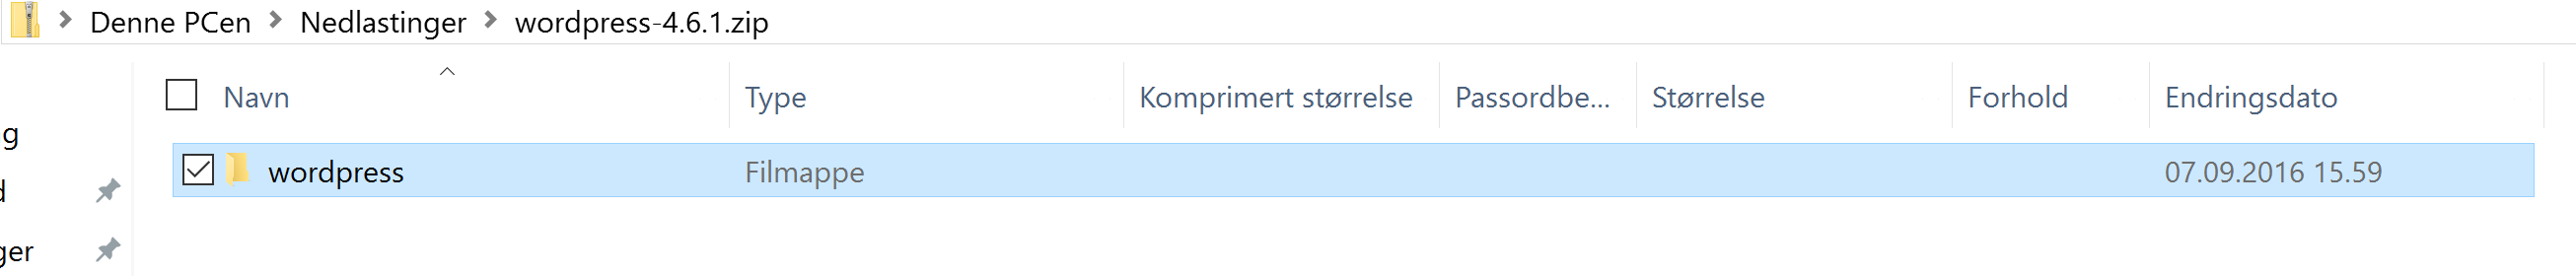 Denne PCen > Nedlastinger > wordpress-4.6.1.zip
Navn Type Komprimert størrelse Passordbe... Størrelse Forhold Endringsdato
g
wordpress Filmappe 07.09.2016 15.59
d
ger